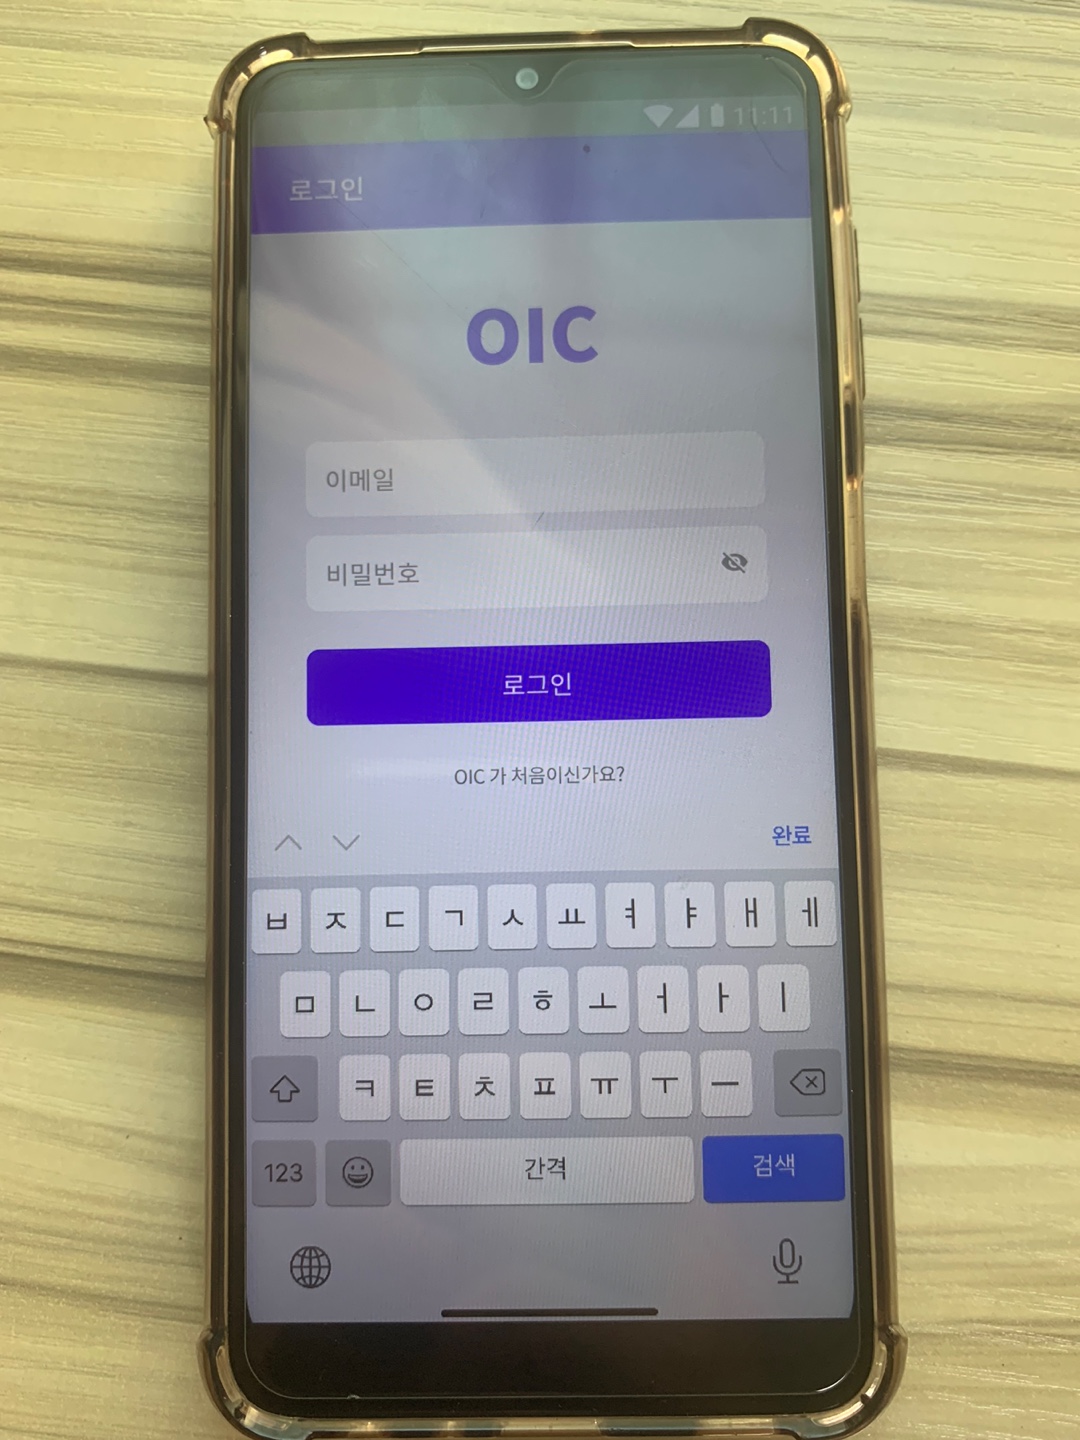 11:11
로그인
OIC
이메일
비밀번호
로그인
OIC 가 처음이신가요?
완료
ㅂ ㅈ ㄷ ㄱ ㅅ ㅛ ㅕ ㅑ ㅐ ㅔ
ㅁ ㄴ ㅇ ㄹ ㅎ ㅗ ㅓ ㅏ ㅣ
ㅋ ㅌ ㅊ ㅍ ㅠ ㅜ ㅡ
123 간격 검색